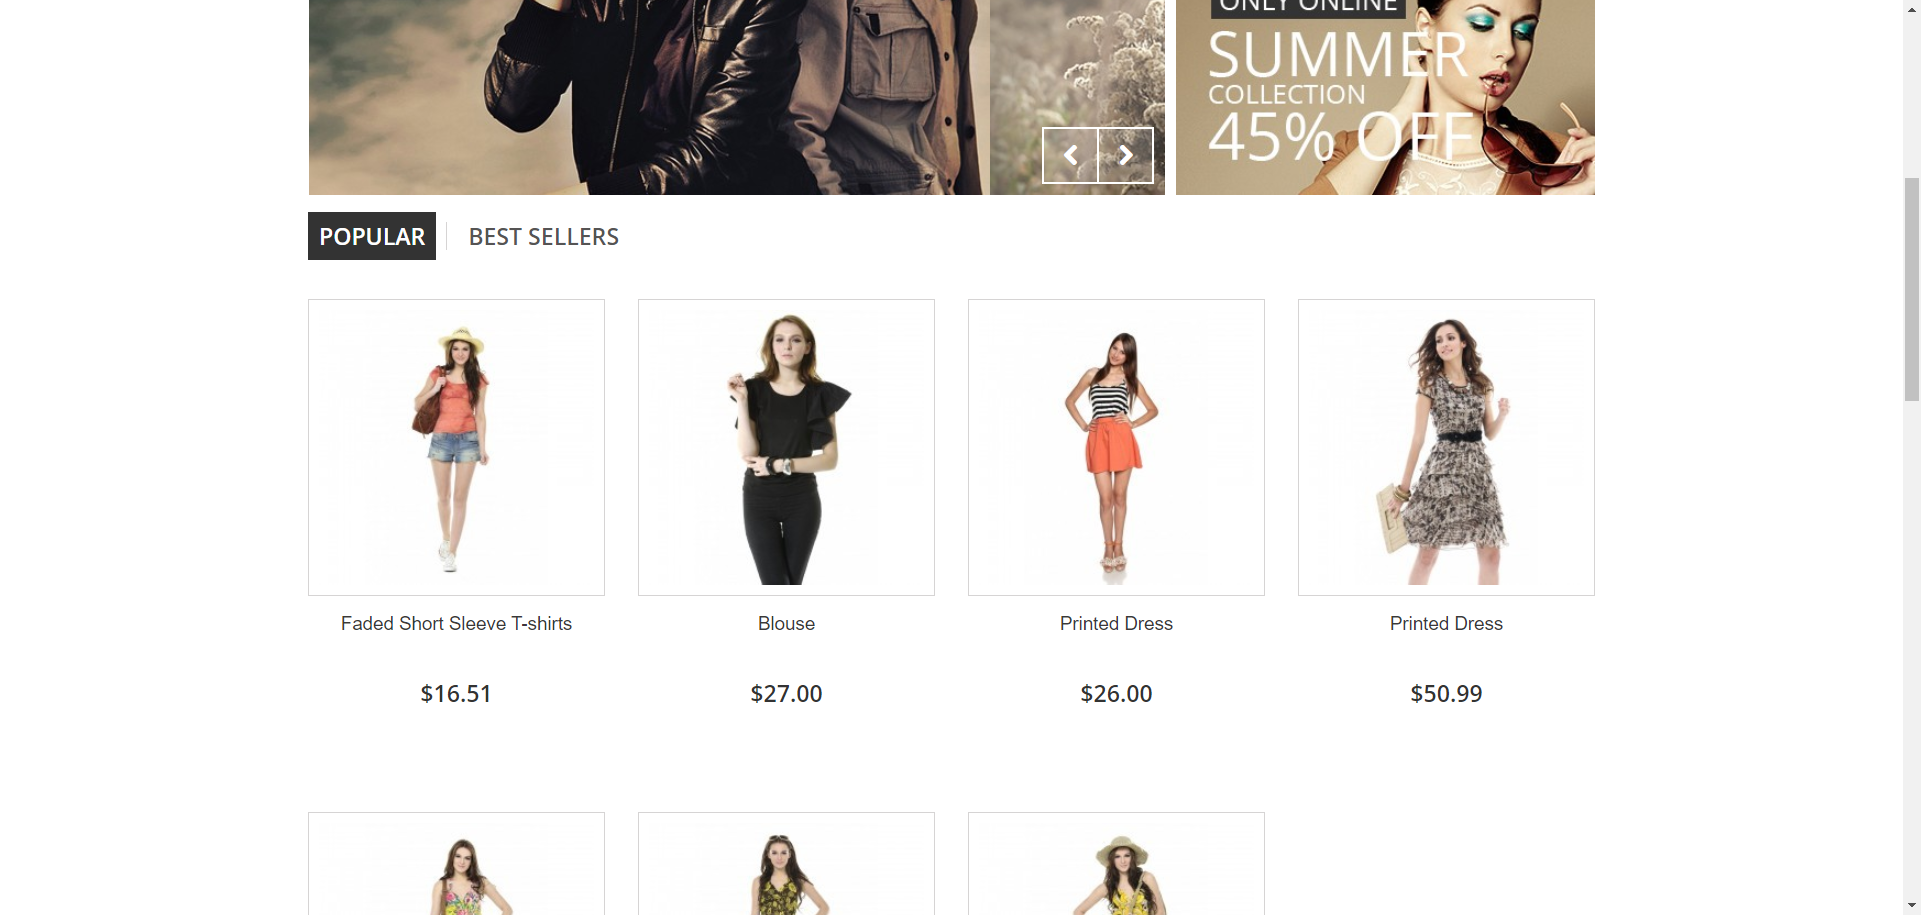 ONLY ONLINE
SUMMER
COLLECTION
45% OFF
POPULAR
BEST SELLERS
Faded Short Sleeve T-shirts
Blouse
Printed Dress
Printed Dress
$16.51
$27.00
$26.00
$50.99